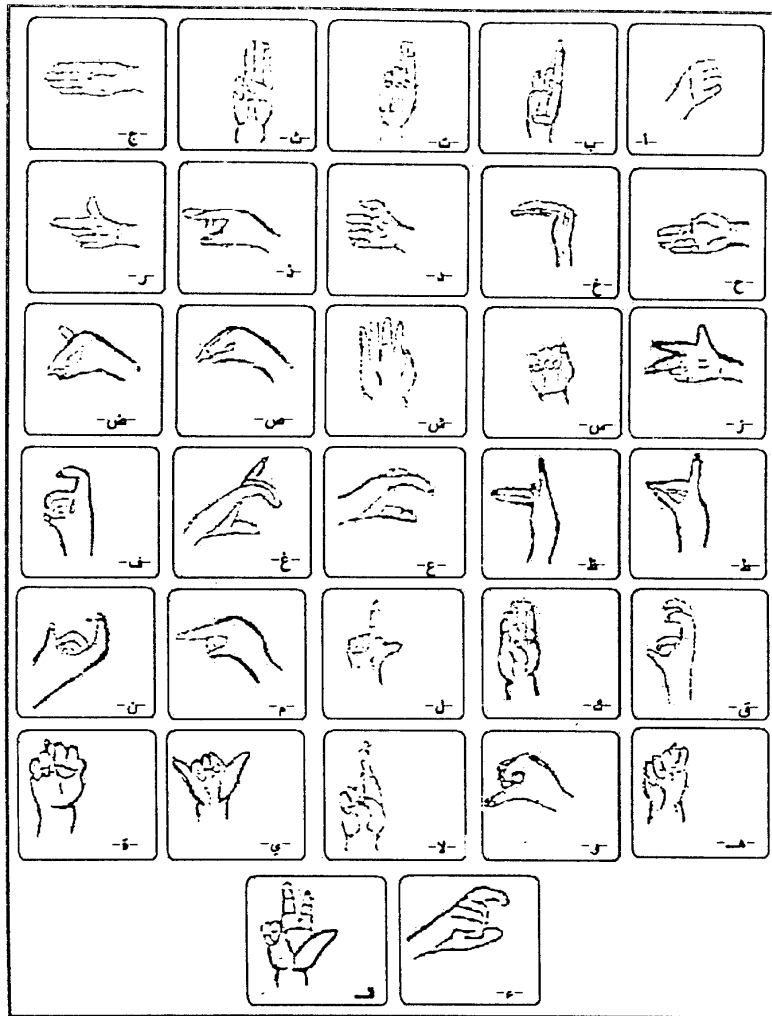 -أ- -ب- -ت- -ث- -ج-
-ح- -خ- -د- -ذ- -ر-
-ز- -س- -ش- -ص- -ض-
-ط- -ظ- -ع- -غ- -ف-
-ق- -ك- -ل- -م- -ن-
-هـ- -و- -لا- -ي- -ة-
-ء-